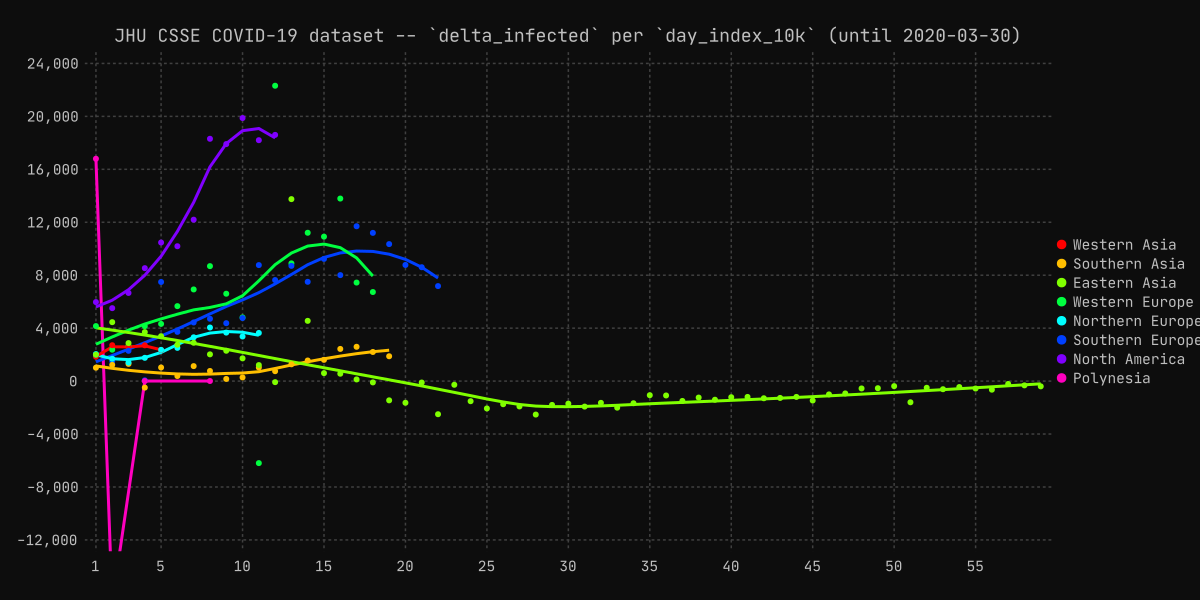 JHU CSSE COVID-19 dataset -- `delta_infected` per `day_index_10k` (until 2020-03-30)
24,000
20,000
16,000
12,000
8,000
4,000
0
-4,000
-8,000
-12,000
1 5 10 15 20 25 30 35 40 45 50 55
Western Asia
Southern Asia
Eastern Asia
Western Europe
Northern Europe
Southern Europe
North America
Polynesia